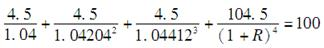 4.5/1.04 + 4.5/1.04204² + 4.5/1.04412³ + 104.5/(1+R)⁴ = 100